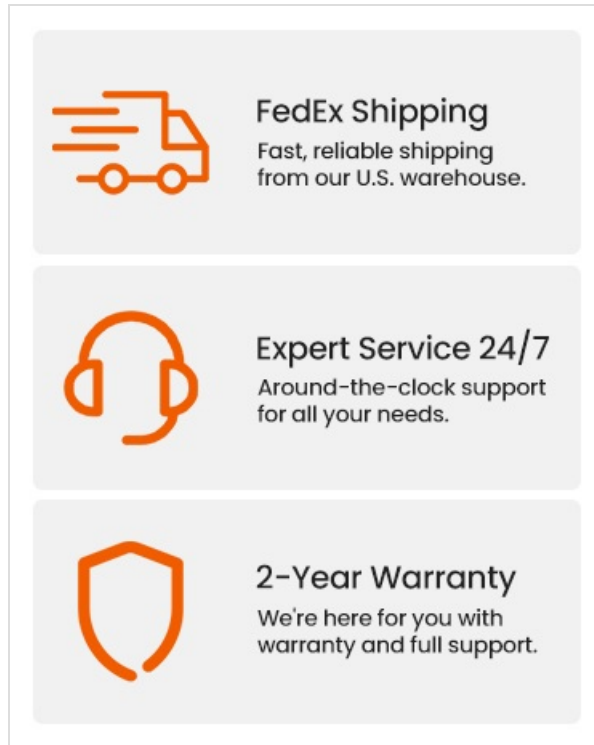 FedEx Shipping
Fast, reliable shipping
from our U.S. warehouse.
Expert Service 24/7
Around-the-clock support
for all your needs.
2-Year Warranty
We're here for you with
warranty and full support.